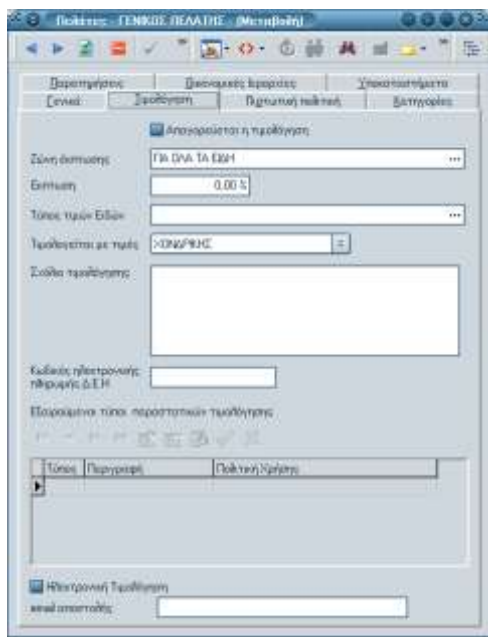 Πελάτες - ΓΕΝΙΚΟΣ ΠΕΛΑΤΗΣ - (Μεταβολή)
Παρατηρήσεις Οικονομικές Ιεραρχίες Υποκαταστήματα
Γενικά Τιμολόγηση Πιστωτική πολιτική Κατηγορίες
Απαγορεύεται η τιμολόγηση
Ζώνη έκπτωσης ΓΙΑ ΟΛΑ ΤΑ ΕΙΔΗ ...
Έκπτωση 0,00 %
Τύπος τιμών Ειδών ...
Τιμολογείται με τιμές ΧΟΝΔΡΙΚΗΣ
Σχόλια τιμολόγησης
Κωδικός ηλεκτρονικής
πληρωμής Δ.Ε.Η
Εξαιρούμενοι τύποι παραστατικών τιμολόγησης
Τύπος Περιγραφή Πολιτική Χρήσης
Ηλεκτρονική Τιμολόγηση
email αποστολής